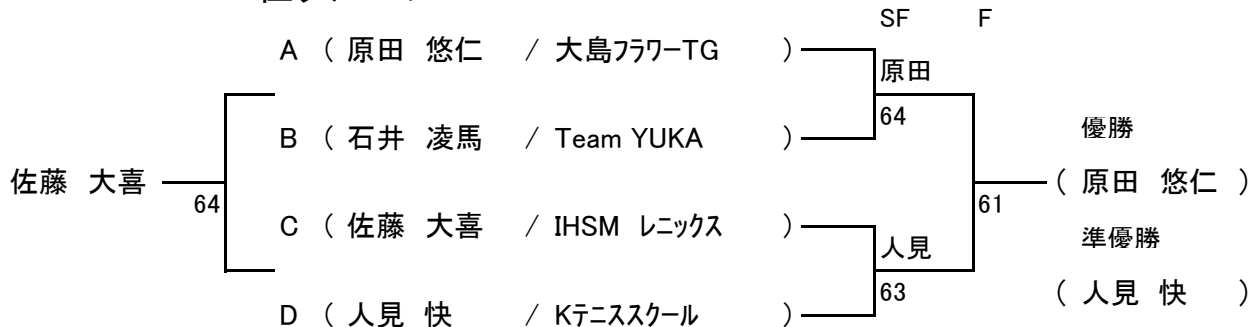 SF F
A ( 原田 悠仁 / 大島ﾌﾗﾜｰTG )
原田
64
B ( 石井 凌馬 / Team YUKA )
優勝
佐藤 大喜
64
( 原田 悠仁 )
61
C ( 佐藤 大喜 / IHSM ﾚﾆｯｸｽ )
準優勝
人見
63
( 人見 快 )
D ( 人見 快 / Kﾃﾆｽｽｸｰﾙ )